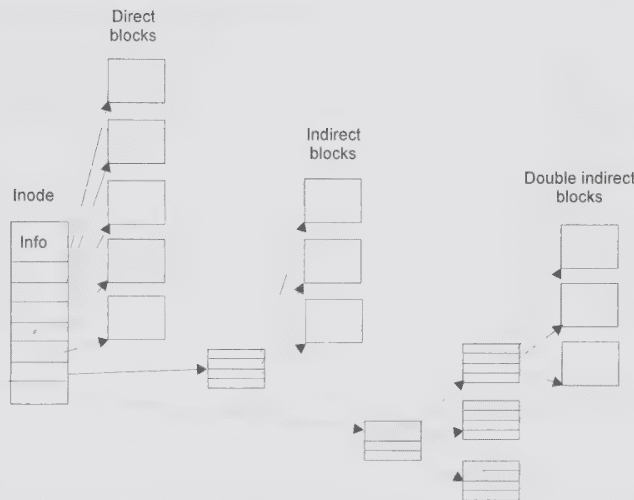 Direct
blocks
Indirect
blocks
Double indirect
blocks
Inode
Info